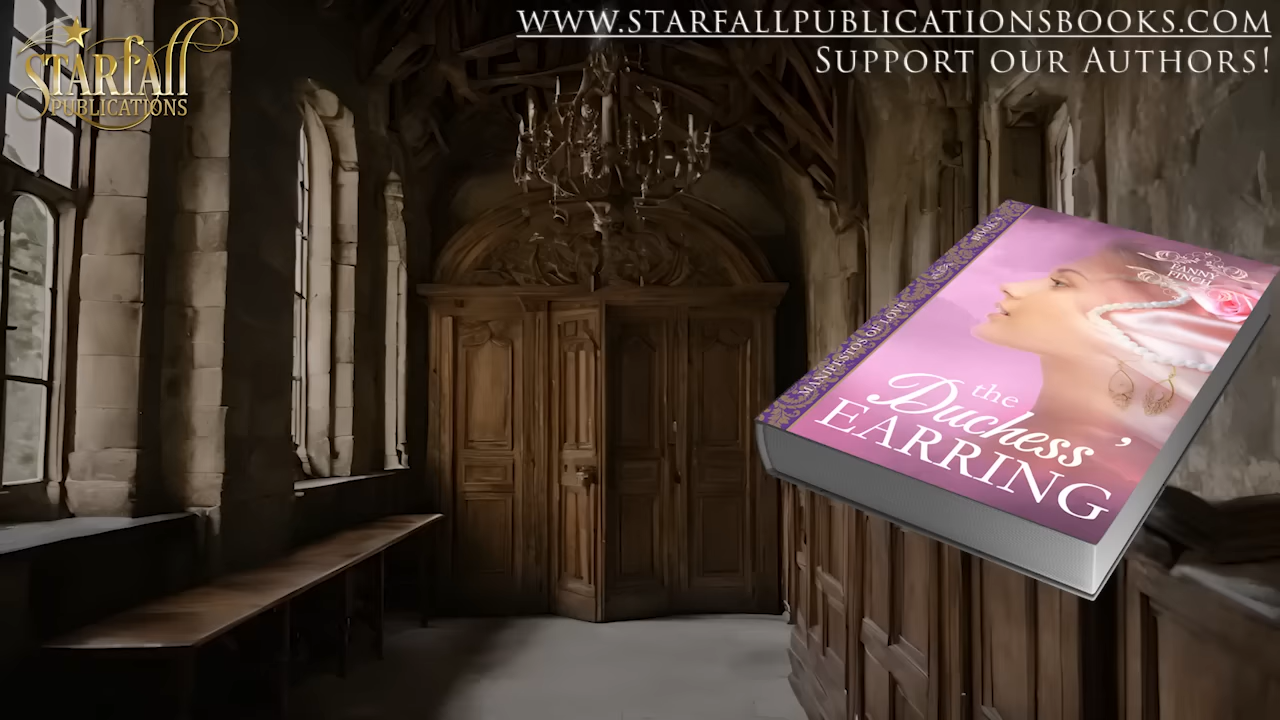 STARfall
PUBLICATIONS
WWW.STARFALLPUBLICATIONSBOOKS.COM
SUPPORT OUR AUTHORS!
MANIFESTOS OF LOVE
FANNY
FINCH
the
Duchess'
EARRING